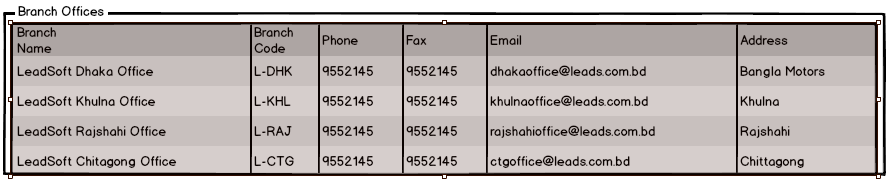 Branch Offices
Branch Name Branch Code Phone Fax Email Address
LeadSoft Dhaka Office L-DHK 9552145 9552145 dhakaoffice@leads.com.bd Bangla Motors
LeadSoft Khulna Office L-KHL 9552145 9552145 khulnaoffice@leads.com.bd Khulna
LeadSoft Rajshahi Office L-RAJ 9552145 9552145 rajshahioffice@leads.com.bd Rajshahi
LeadSoft Chitagong Office L-CTG 9552145 9552145 ctgoffice@leads.com.bd Chittagong